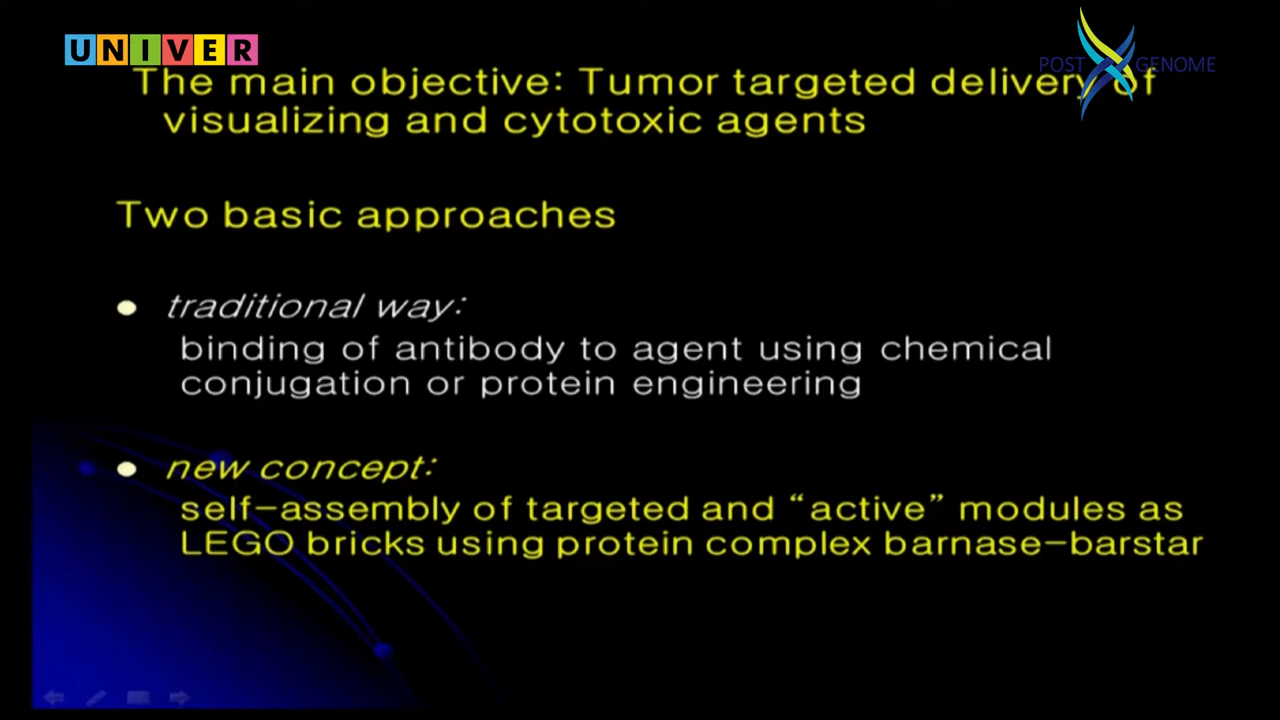 UNIVER
POST GENOME
The main objective: Tumor targeted delivery of
visualizing and cytotoxic agents
Two basic approaches
traditional way:
binding of antibody to agent using chemical
conjugation or protein engineering
new concept:
self-assembly of targeted and “active” modules as
LEGO bricks using protein complex barnase-barstar